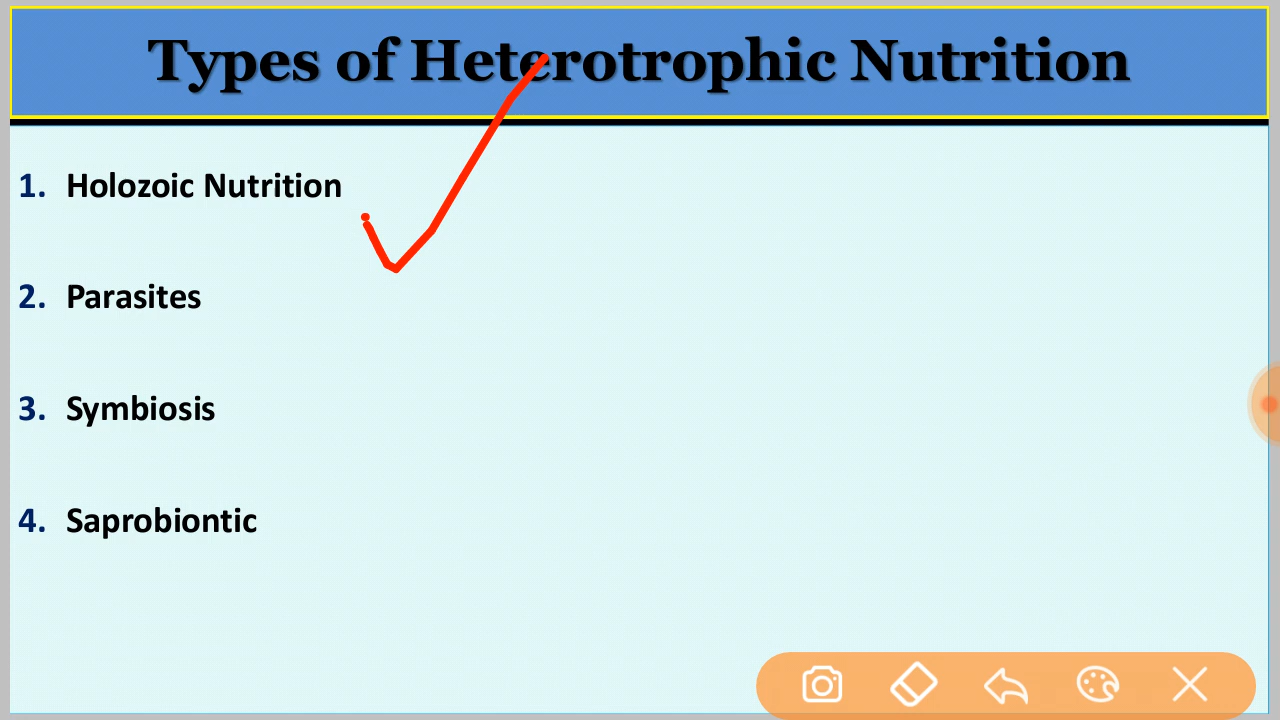 Types of Heterotrophic Nutrition
1. Holozoic Nutrition
2. Parasites
3. Symbiosis
4. Saprobiontic